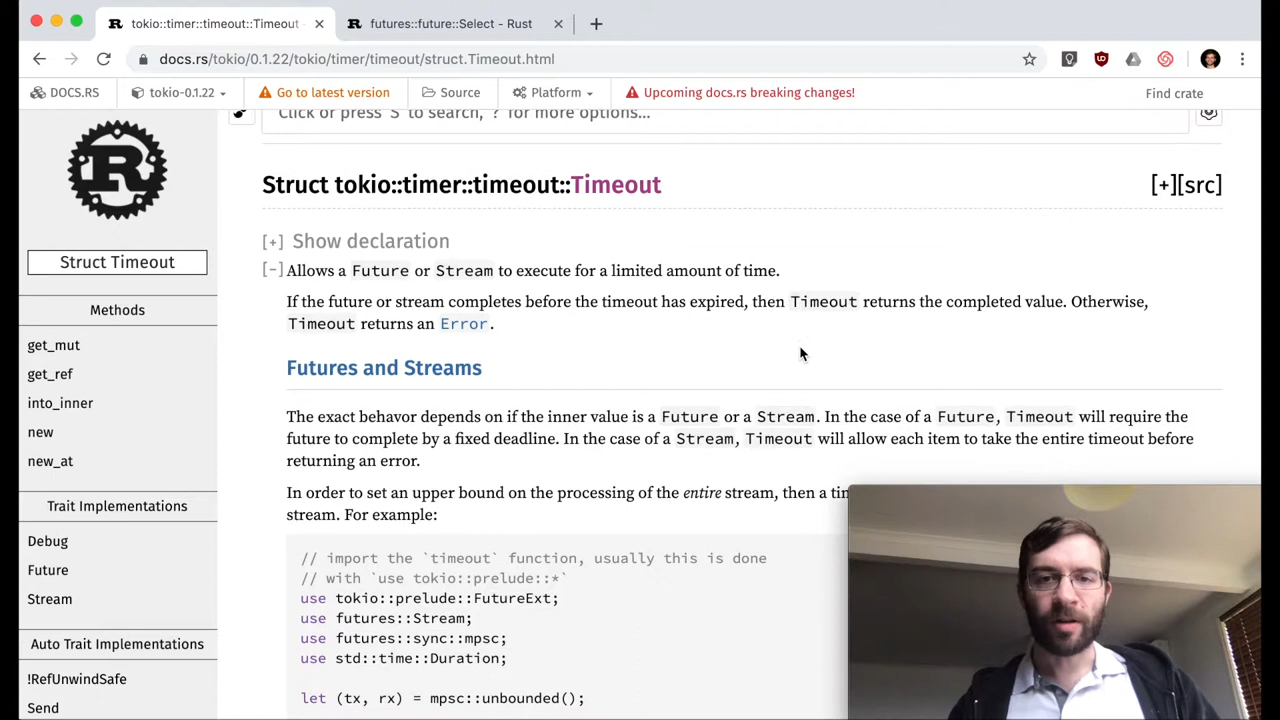 tokio::timer::timeout::Timeout
futures::future::Select - Rust
docs.rs/tokio/0.1.22/tokio/timer/timeout/struct.Timeout.html
DOCS.RS tokio-0.1.22 Go to latest version Source Platform Upcoming docs.rs breaking changes! Find crate
Click or press 'S' to search, '?' for more options…
Struct Timeout
Methods
get_mut
get_ref
into_inner
new
new_at
Trait Implementations
Debug
Future
Stream
Auto Trait Implementations
!RefUnwindSafe
Send
Struct tokio::timer::timeout::Timeout [+][src]
[+] Show declaration
[-] Allows a Future or Stream to execute for a limited amount of time.
If the future or stream completes before the timeout has expired, then Timeout returns the completed value. Otherwise,
Timeout returns an Error.
Futures and Streams
The exact behavor depends on if the inner value is a Future or a Stream. In the case of a Future, Timeout will require the
future to complete by a fixed deadline. In the case of a Stream, Timeout will allow each item to take the entire timeout before
returning an error.
In order to set an upper bound on the processing of the entire stream, then a
stream. For example:
// import the `timeout` function, usually this is done
// with `use tokio::prelude::*`
use tokio::prelude::FutureExt;
use futures::Stream;
use futures::sync::mpsc;
use std::time::Duration;
let (tx, rx) = mpsc::unbounded();